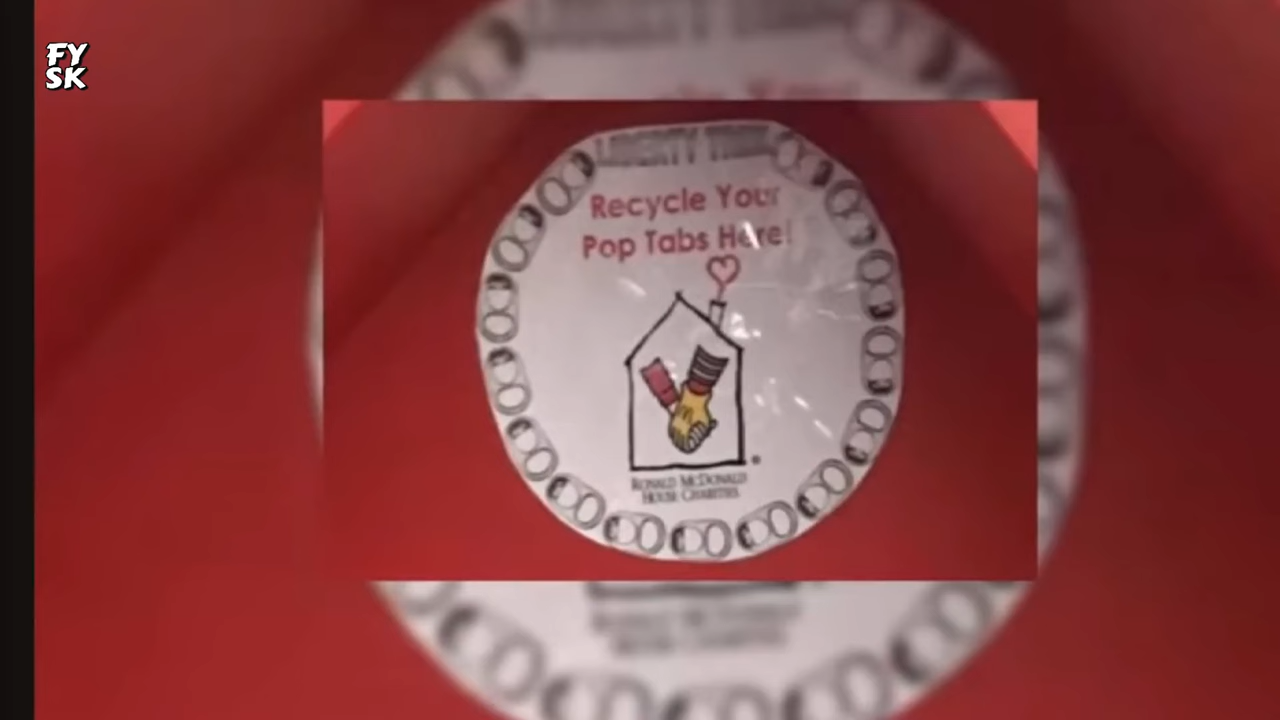 FY
SK
Recycle Your
Pop Tabs Here!
RONALD MCDONALD
HOUSE CHARITIES